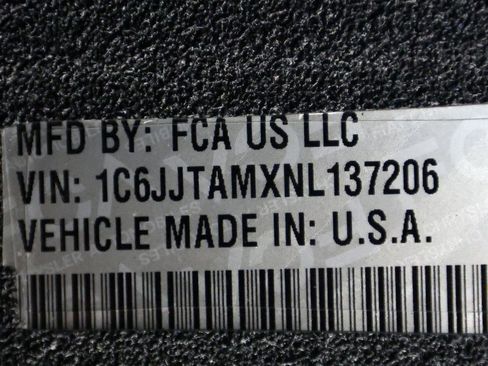 MFD BY: FCA US LLC
VIN: 1C6JJTAMXNL137206
VEHICLE MADE IN: U.S.A.